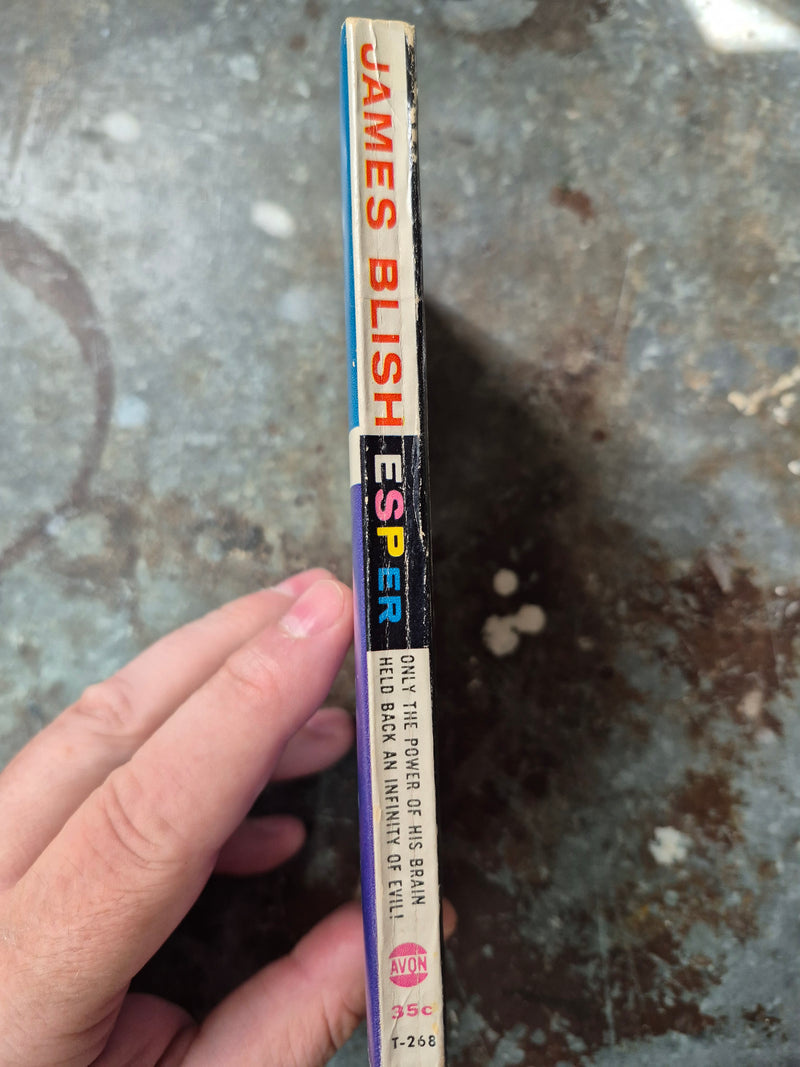 JAMES BLISH
ESPER
ONLY THE POWER OF HIS BRAIN
HELD BACK AN INFINITY OF EVIL!
AVON
35c
T-268